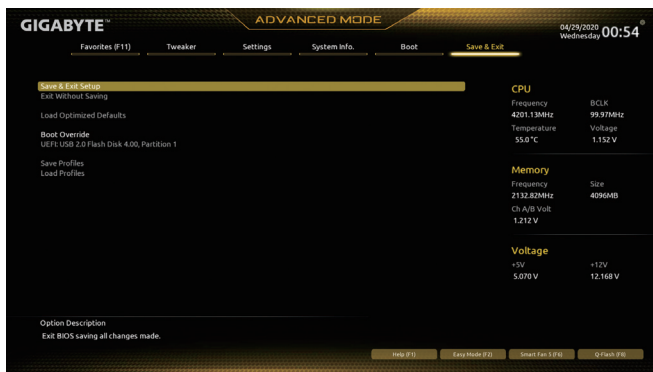 GIGABYTE™
ADVANCED MODE
04/29/2020
Wednesday 00:54
Favorites (F11) Tweaker Settings System Info. Boot Save & Exit
Save & Exit Setup
Exit Without Saving
Load Optimized Defaults
Boot Override
UEFI: USB 2.0 Flash Disk 4.00, Partition 1
Save Profiles
Load Profiles
CPU
Frequency BCLK
4201.13MHz 99.97MHz
Temperature Voltage
55.0 °C 1.152 V
Memory
Frequency Size
2132.82MHz 4096MB
Ch A/B Volt
1.212 V
Voltage
+5V +12V
5.070 V 12.168 V
Option Description
Exit BIOS saving all changes made.
Help (F1) Easy Mode (F2) Smart Fan 5 (F6) Q-Flash (F8)